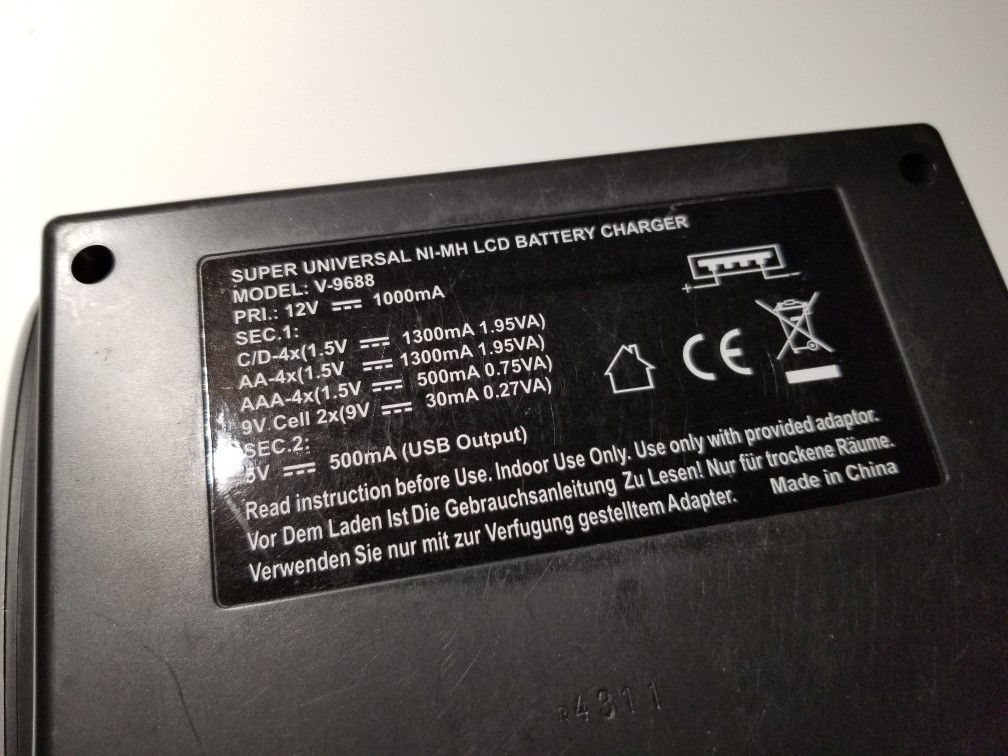 SUPER UNIVERSAL NI-MH LCD BATTERY CHARGER
MODEL: V-9688
PRI.: 12V ⎓ 1000mA
SEC.1:
C/D-4x(1.5V ⎓ 1300mA 1.95VA)
AA-4x(1.5V ⎓ 1300mA 1.95VA)
AAA-4x(1.5V ⎓ 500mA 0.75VA)
9V Cell 2x(9V ⎓ 30mA 0.27VA)
SEC.2:
5V ⎓ 500mA (USB Output)
+ −
CE
Read instruction before Use. Indoor Use Only. Use only with provided adaptor.
Vor Dem Laden Ist Die Gebrauchsanleitung Zu Lesen! Nur für trockene Räume.
Verwenden Sie nur mit zur Verfugung gestelltem Adapter. Made in China